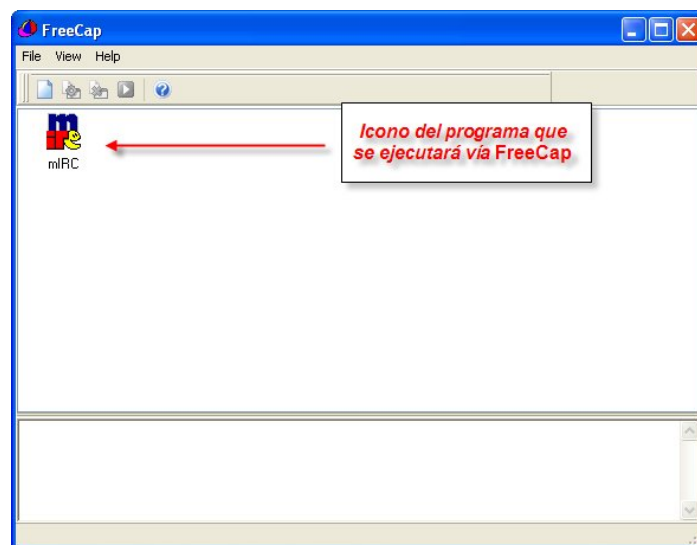 FreeCap
File View Help
Icono del programa que
se ejecutará vía FreeCap
mIRC